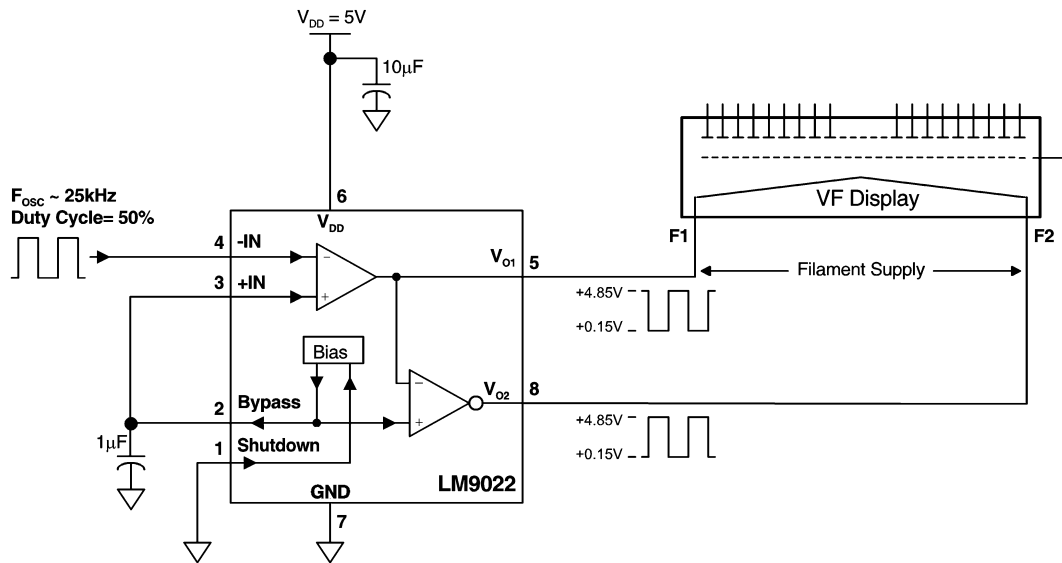 V_DD = 5V
10μF
F_OSC ~ 25kHz
Duty Cycle= 50%
6
V_DD
4 -IN
3 +IN
−
+
V_O1 5
Bias
−
+
V_O2 8
2 Bypass
1μF
1 Shutdown
LM9022
GND
7
VF Display
F1
F2
Filament Supply
+4.85V
+0.15V
+4.85V
+0.15V